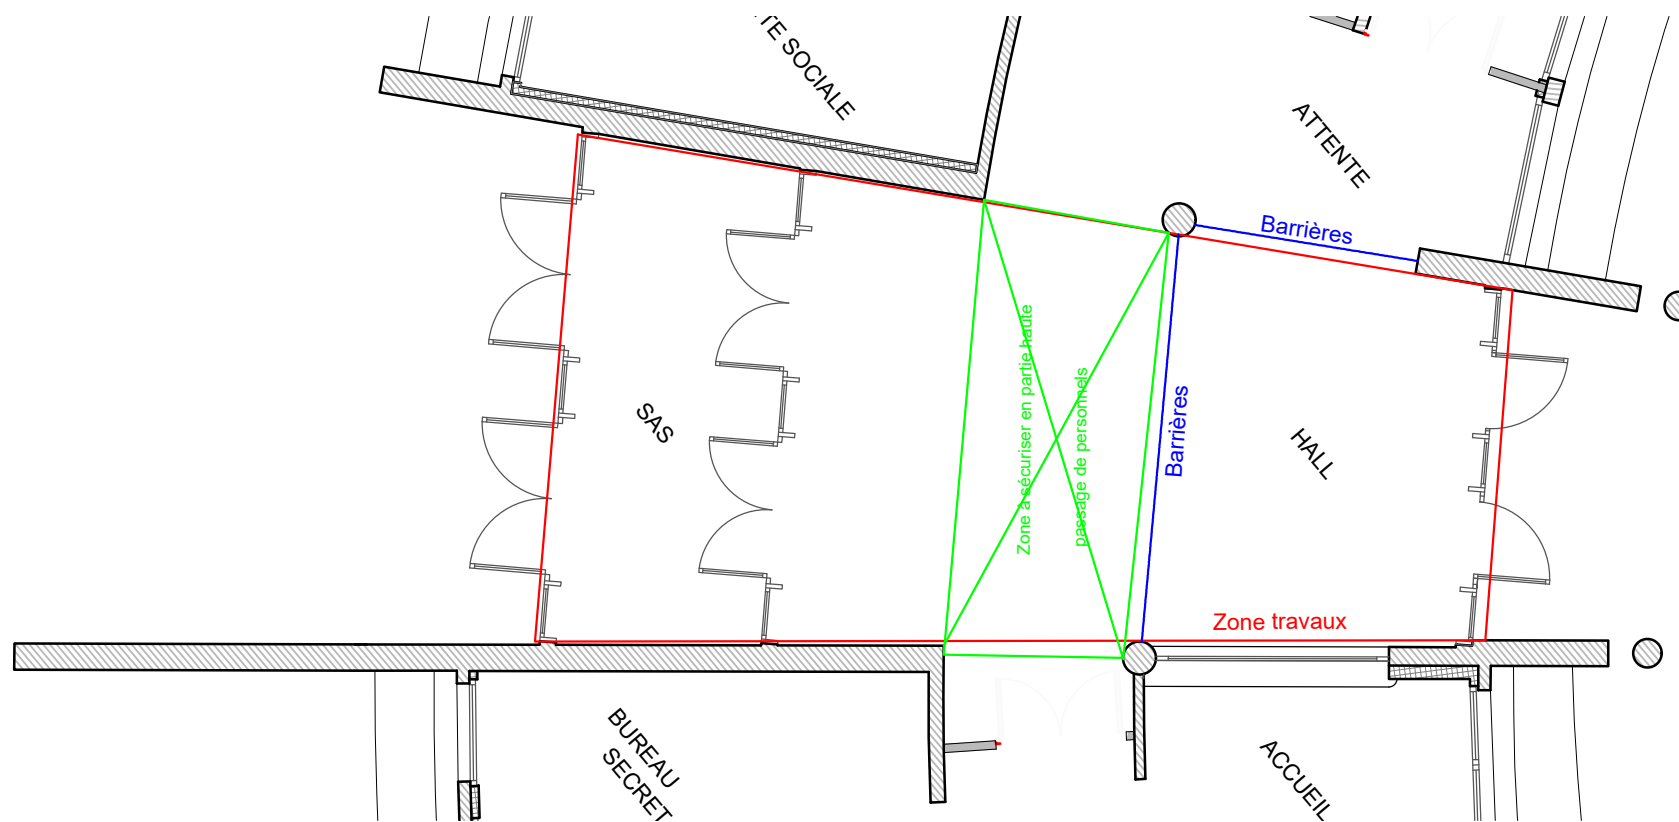 TE SOCIALE
ATTENTE
Barrières
Zone à sécuriser en partie haute
passage de personnels
Barrières
SAS
HALL
Zone travaux
BUREAU
SECRET
ACCUEIL